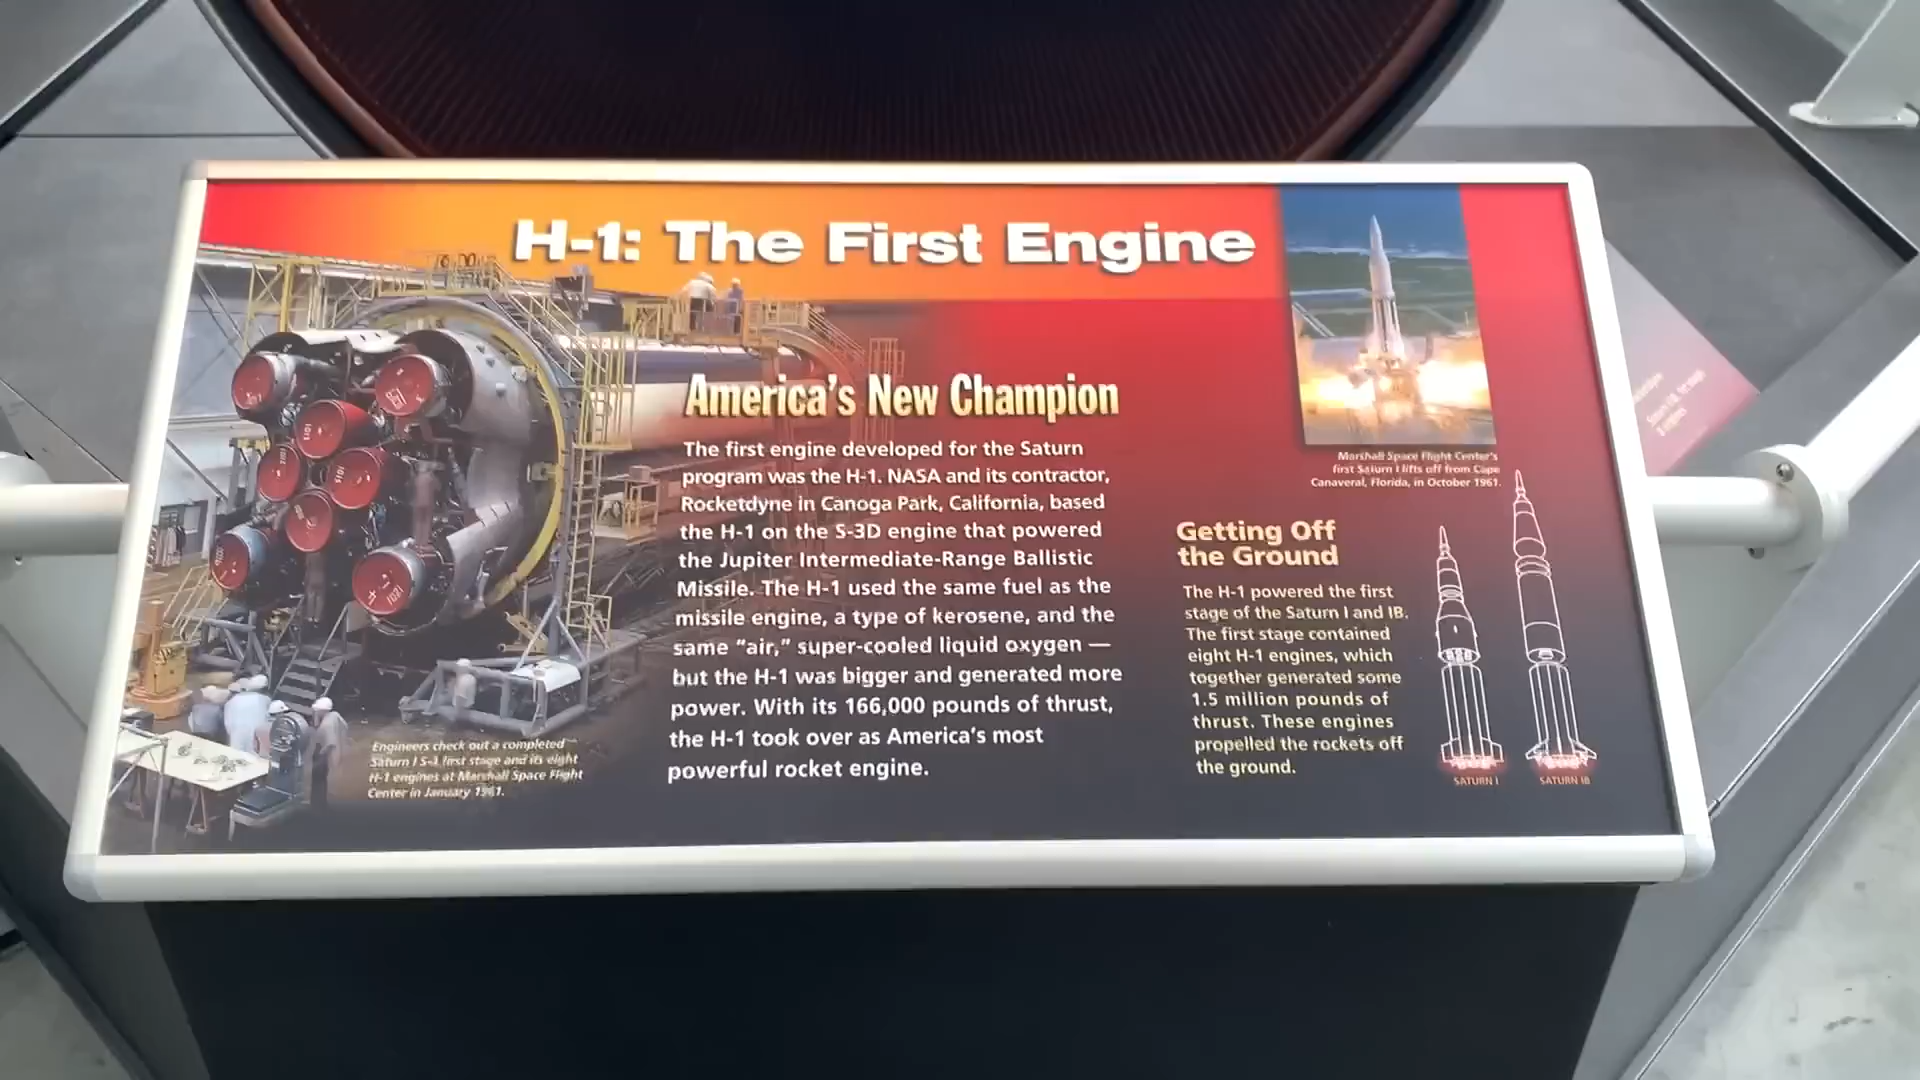 H-1: The First Engine
America's New Champion
The first engine developed for the Saturn
program was the H-1. NASA and its contractor,
Rocketdyne in Canoga Park, California, based
the H-1 on the S-3D engine that powered
the Jupiter Intermediate-Range Ballistic
Missile. The H-1 used the same fuel as the
missile engine, a type of kerosene, and the
same "air," super-cooled liquid oxygen —
but the H-1 was bigger and generated more
power. With its 166,000 pounds of thrust,
the H-1 took over as America's most
powerful rocket engine.
Engineers check out a completed
Saturn I S-I first stage and its eight
H-1 engines at Marshall Space Flight
Center in January 1961.
Marshall Space Flight Center's
first Saturn I lifts off from Cape
Canaveral, Florida, in October 1961.
Getting Off
the Ground
The H-1 powered the first
stage of the Saturn I and IB.
The first stage contained
eight H-1 engines, which
together generated some
1.5 million pounds of
thrust. These engines
propelled the rockets off
the ground.
SATURN I
SATURN IB